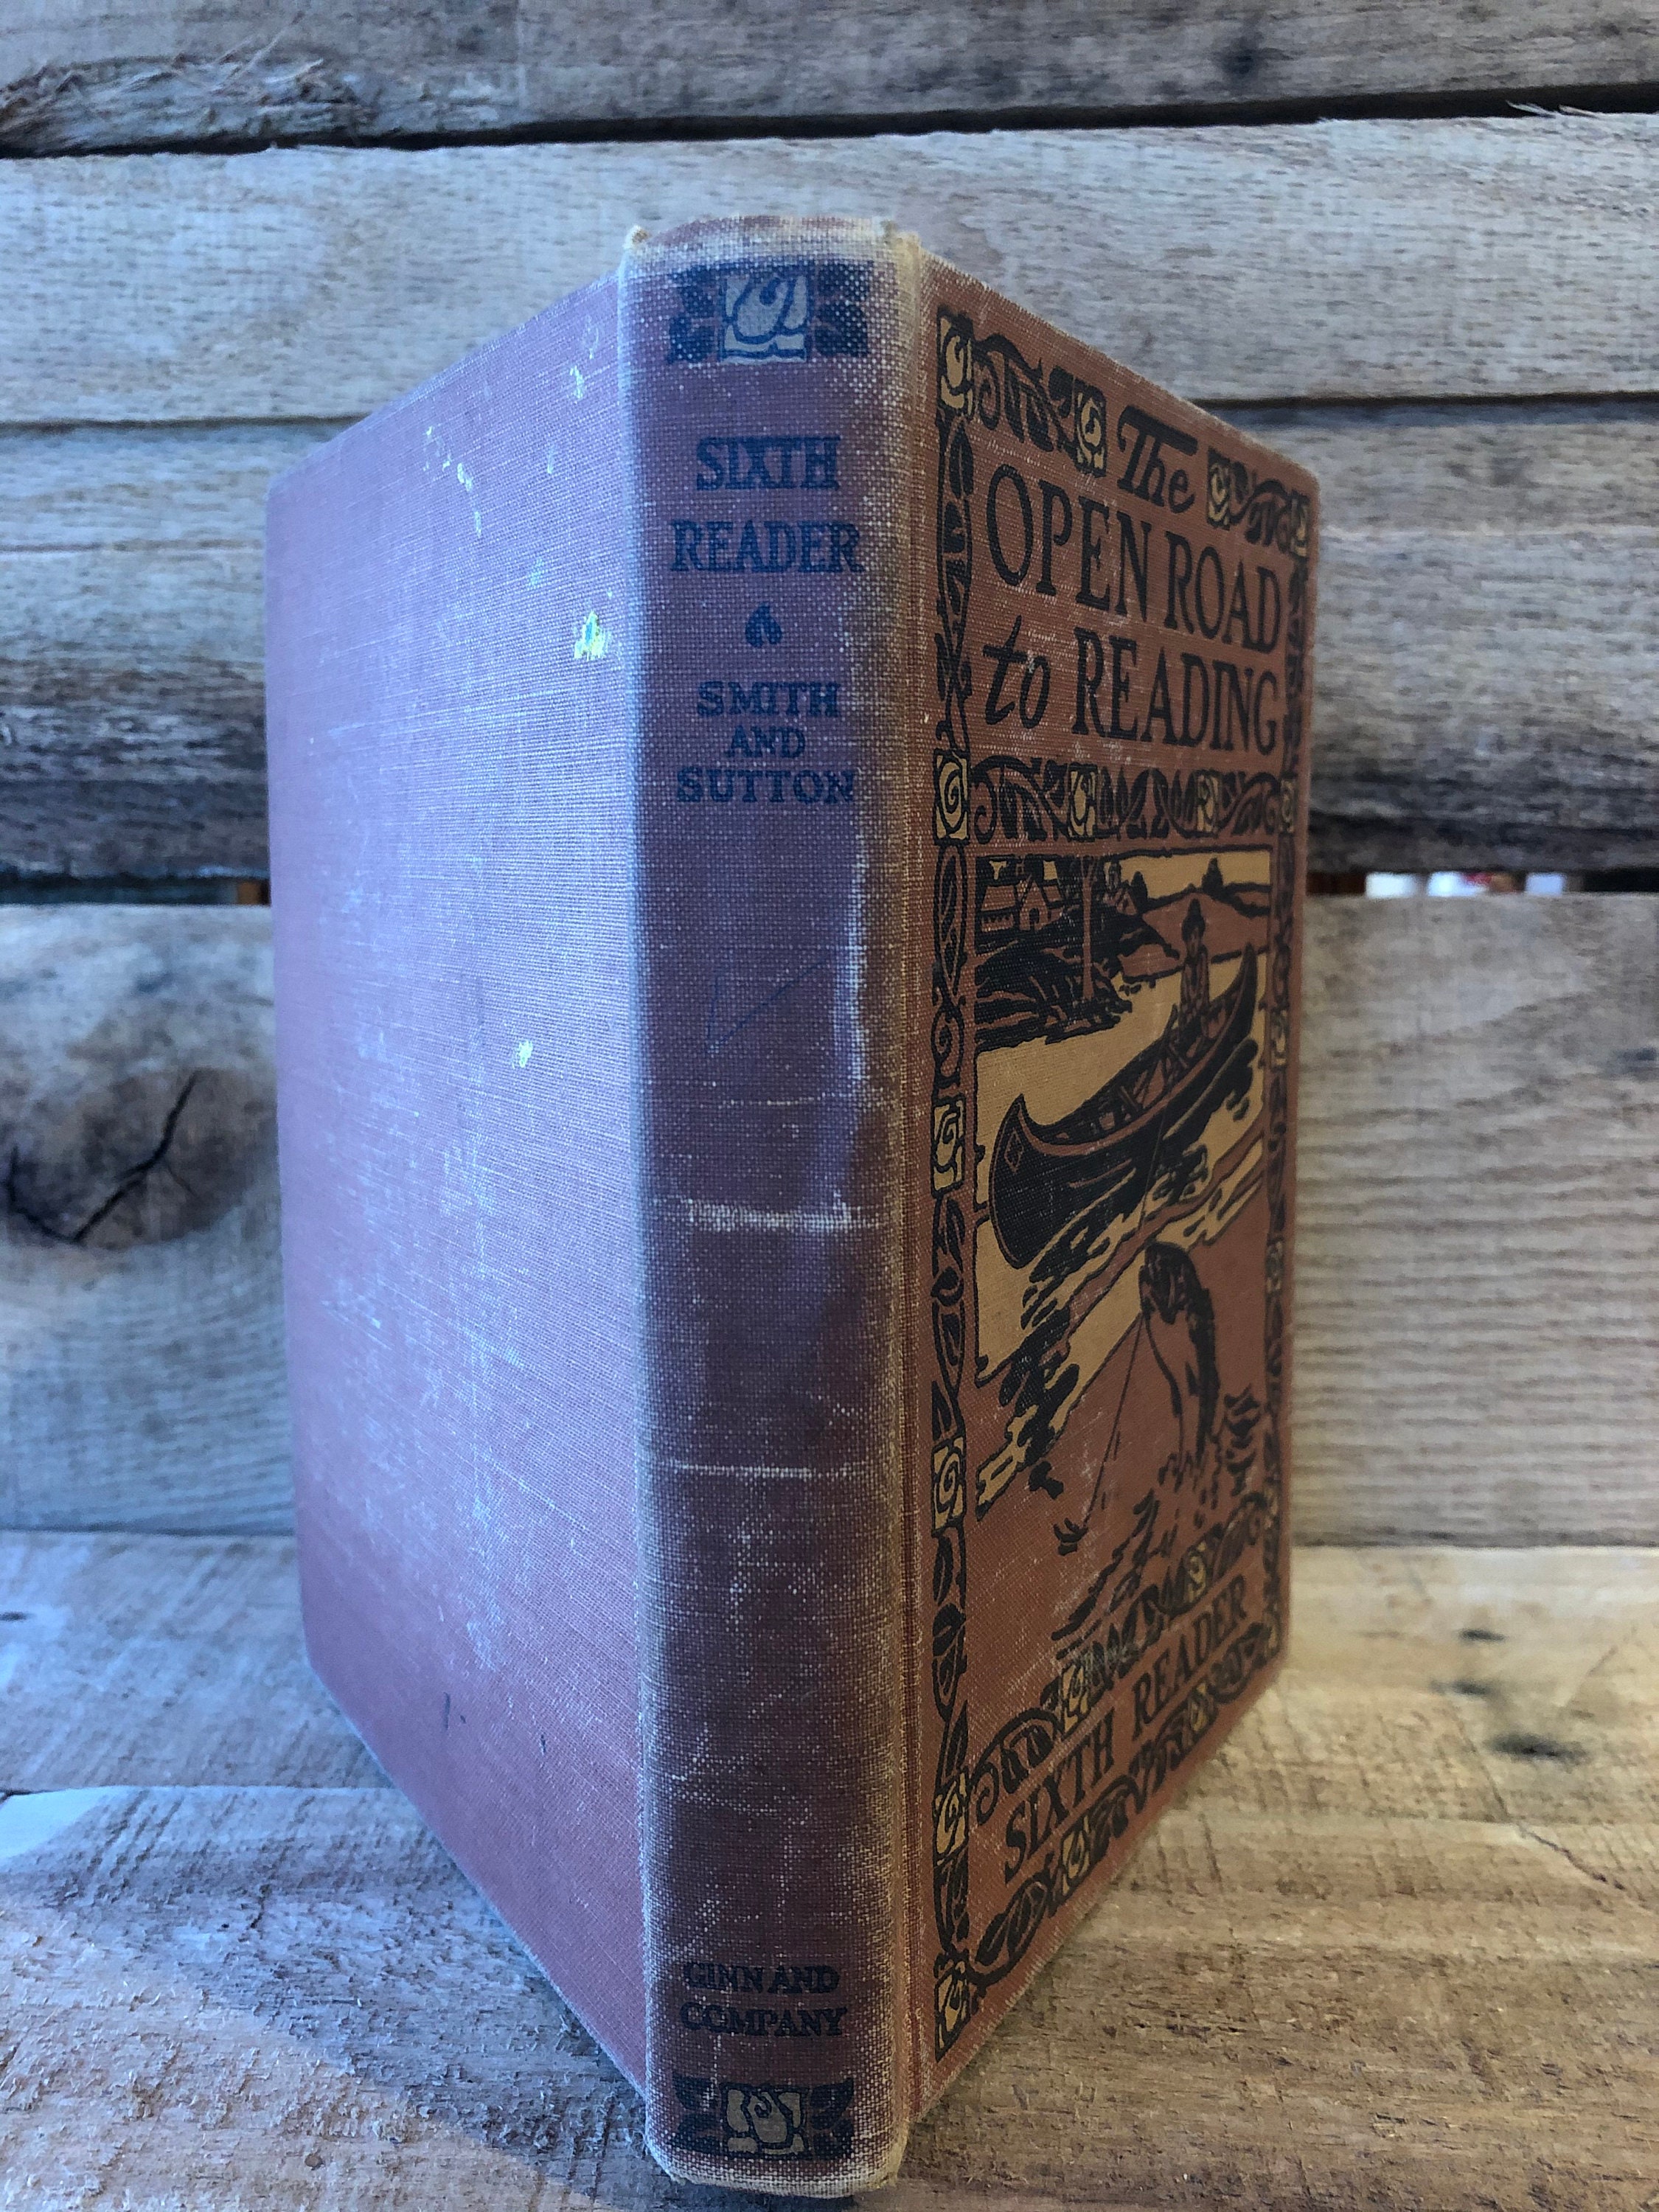 SIXTH
READER
SMITH
AND
SUTTON
GINN AND
COMPANY
The
OPEN ROAD
to READING
SIXTH READER